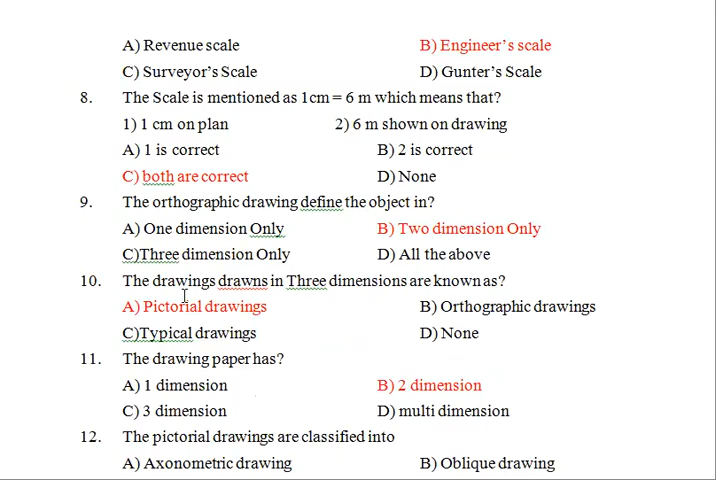 A) Revenue scale B) Engineer's scale
C) Surveyor's Scale D) Gunter's Scale
8. The Scale is mentioned as 1cm = 6 m which means that?
1) 1 cm on plan 2) 6 m shown on drawing
A) 1 is correct B) 2 is correct
C) both are correct D) None
9. The orthographic drawing define the object in?
A) One dimension Only B) Two dimension Only
C)Three dimension Only D) All the above
10. The drawings drawns in Three dimensions are known as?
A) Pictorial drawings B) Orthographic drawings
C)Typical drawings D) None
11. The drawing paper has?
A) 1 dimension B) 2 dimension
C) 3 dimension D) multi dimension
12. The pictorial drawings are classified into
A) Axonometric drawing B) Oblique drawing